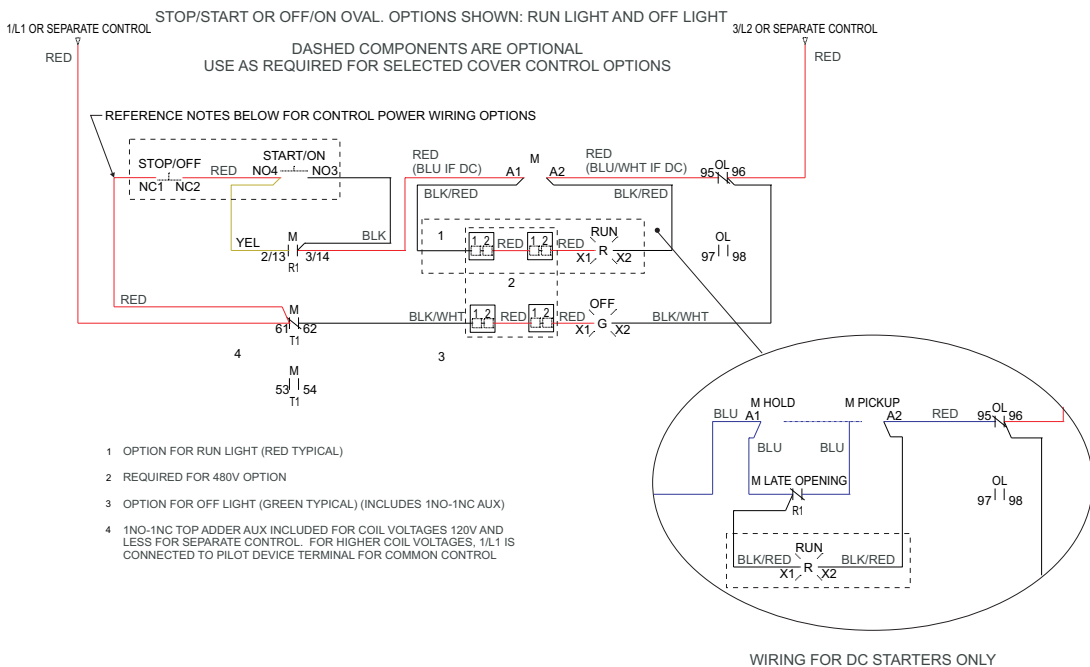 STOP/START OR OFF/ON OVAL. OPTIONS SHOWN: RUN LIGHT AND OFF LIGHT
1/L1 OR SEPARATE CONTROL
3/L2 OR SEPARATE CONTROL
DASHED COMPONENTS ARE OPTIONAL
USE AS REQUIRED FOR SELECTED COVER CONTROL OPTIONS
RED
RED
REFERENCE NOTES BELOW FOR CONTROL POWER WIRING OPTIONS
STOP/OFF
RED
START/ON
NC1 NC2
NO4 NO3
RED
(BLU IF DC)
M
A1 A2
RED
(BLU/WHT IF DC)
OL
95 96
BLK/RED
BLK/RED
YEL
M
BLK
2/13 3/14
R1
1
1 2
RED
1 2
RED
RUN
R
X1 X2
OL
97 98
2
RED
M
61 62
T1
BLK/WHT
1 2
RED
1 2
RED
OFF
G
X1 X2
BLK/WHT
4
3
M
53 54
T1
M HOLD
M PICKUP
BLU
A1
A2
RED
OL
95 96
BLU
BLU
M LATE OPENING
R1
OL
97 98
RUN
BLK/RED
R
BLK/RED
X1 X2
1 OPTION FOR RUN LIGHT (RED TYPICAL)
2 REQUIRED FOR 480V OPTION
3 OPTION FOR OFF LIGHT (GREEN TYPICAL) (INCLUDES 1NO-1NC AUX)
4 1NO-1NC TOP ADDER AUX INCLUDED FOR COIL VOLTAGES 120V AND
LESS FOR SEPARATE CONTROL. FOR HIGHER COIL VOLTAGES, 1/L1 IS
CONNECTED TO PILOT DEVICE TERMINAL FOR COMMON CONTROL
WIRING FOR DC STARTERS ONLY